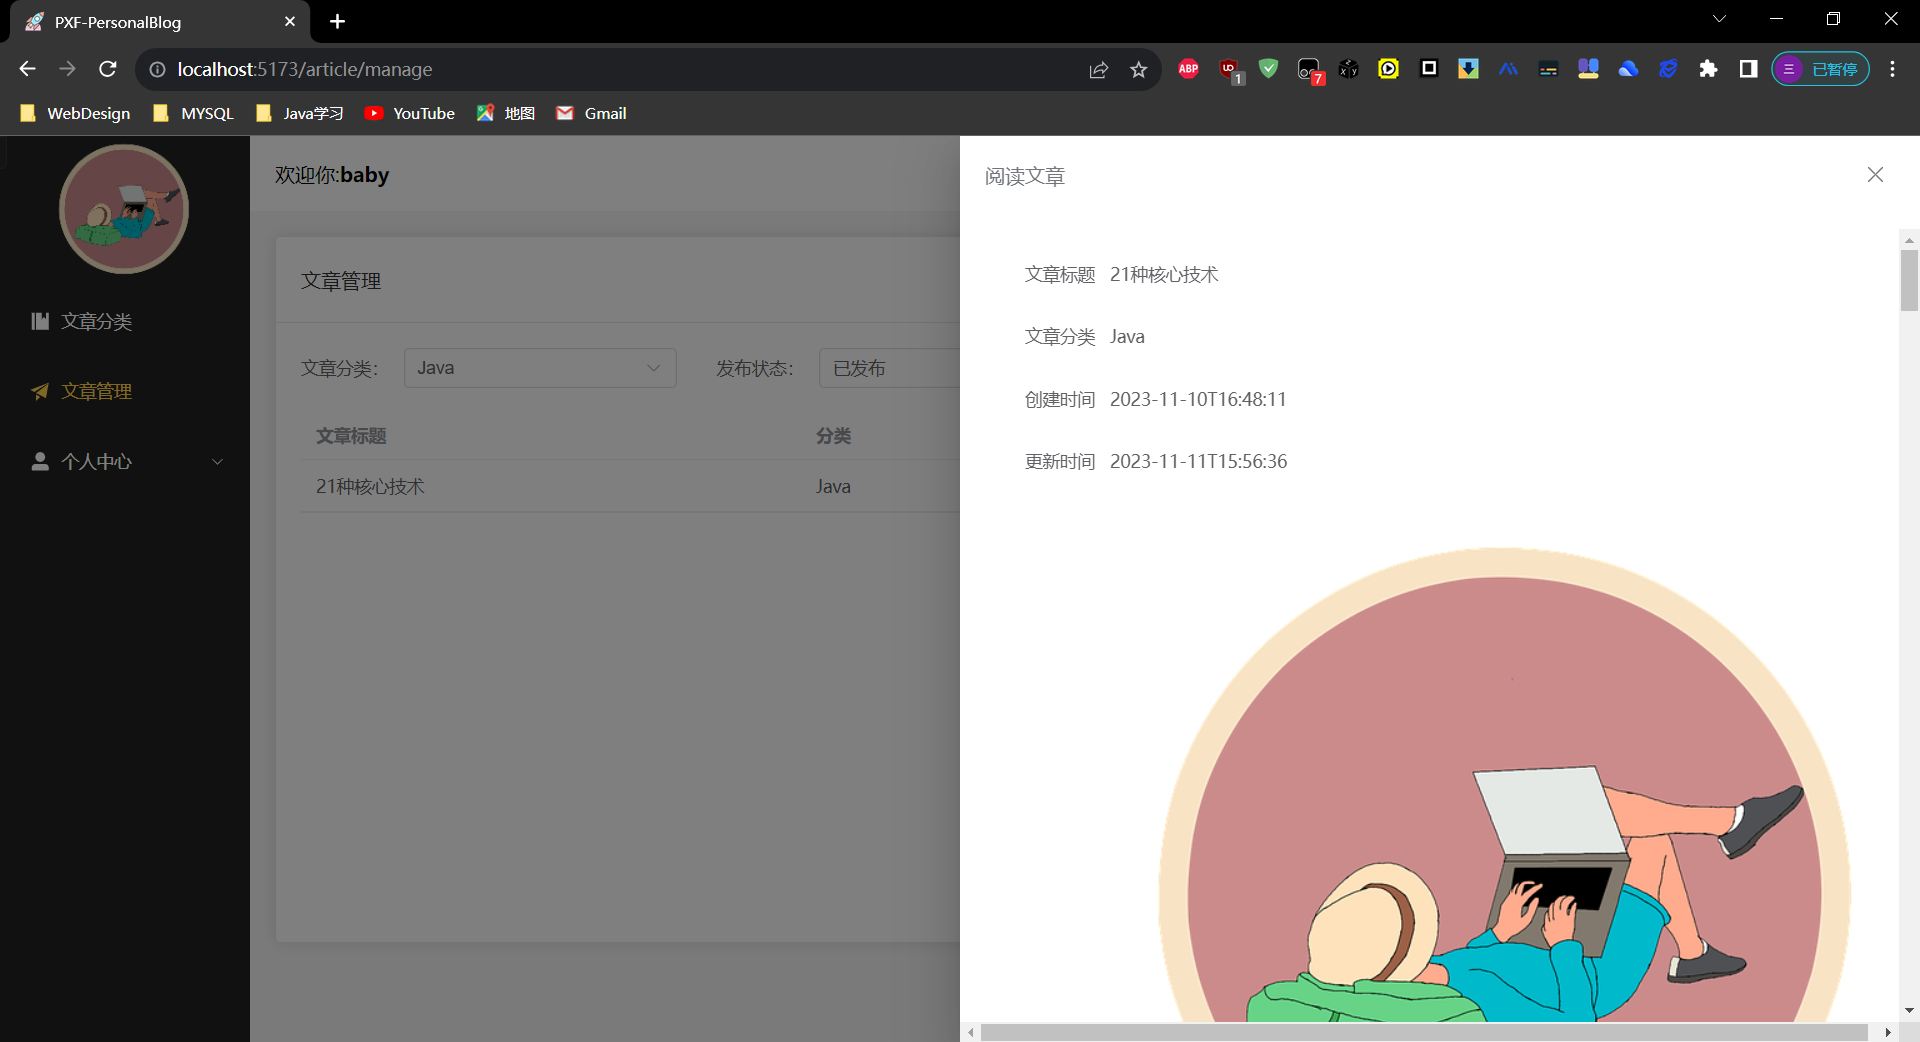 PXF-PersonalBlog
localhost:5173/article/manage
ABP
UO
1
7
三 已暂停
WebDesign MYSQL Java学习 YouTube 地图 Gmail
欢迎你:baby
文章分类
文章管理
个人中心
文章管理
文章分类: Java 发布状态: 已发布
文章标题 分类
21种核心技术 Java
阅读文章
文章标题 21种核心技术
文章分类 Java
创建时间 2023-11-10T16:48:11
更新时间 2023-11-11T15:56:36